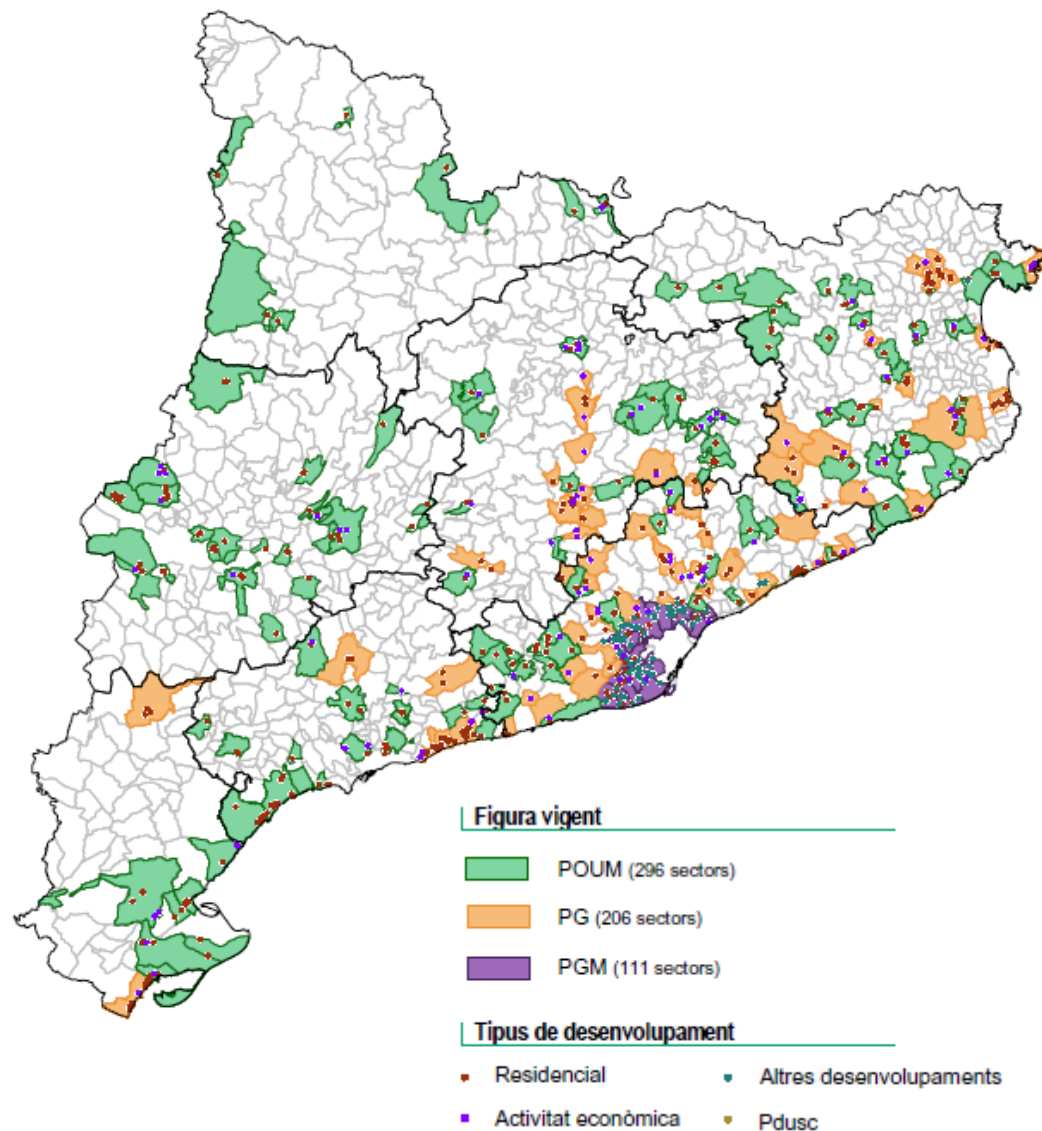 Figura vigent
POUM (296 sectors)
PG (206 sectors)
PGM (111 sectors)
Tipus de desenvolupament
Residencial
Altres desenvolupaments
Activitat econòmica
Pdusc